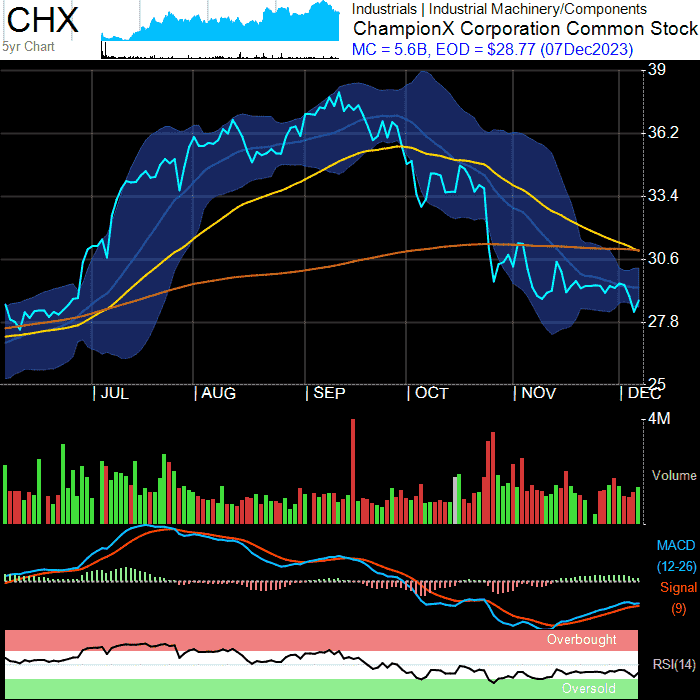 CHX
5yr Chart
Industrials | Industrial Machinery/Components
ChampionX Corporation Common Stock
MC = 5.6B, EOD = $28.77 (07Dec2023)
39
36.2
33.4
30.6
27.8
25
JUL
AUG
SEP
OCT
NOV
DEC
4M
Volume
MACD
(12-26)
Signal
(9)
Overbought
RSI(14)
Oversold